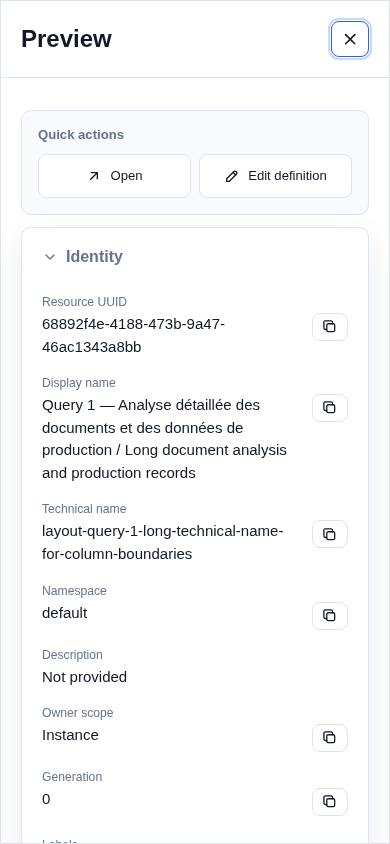 Preview
Quick actions
Open
Edit definition
Identity
Resource UUID
68892f4e-4188-473b-9a47-
46ac1343a8bb
Display name
Query 1 — Analyse détaillée des
documents et des données de
production / Long document analysis
and production records
Technical name
layout-query-1-long-technical-name-
for-column-boundaries
Namespace
default
Description
Not provided
Owner scope
Instance
Generation
0